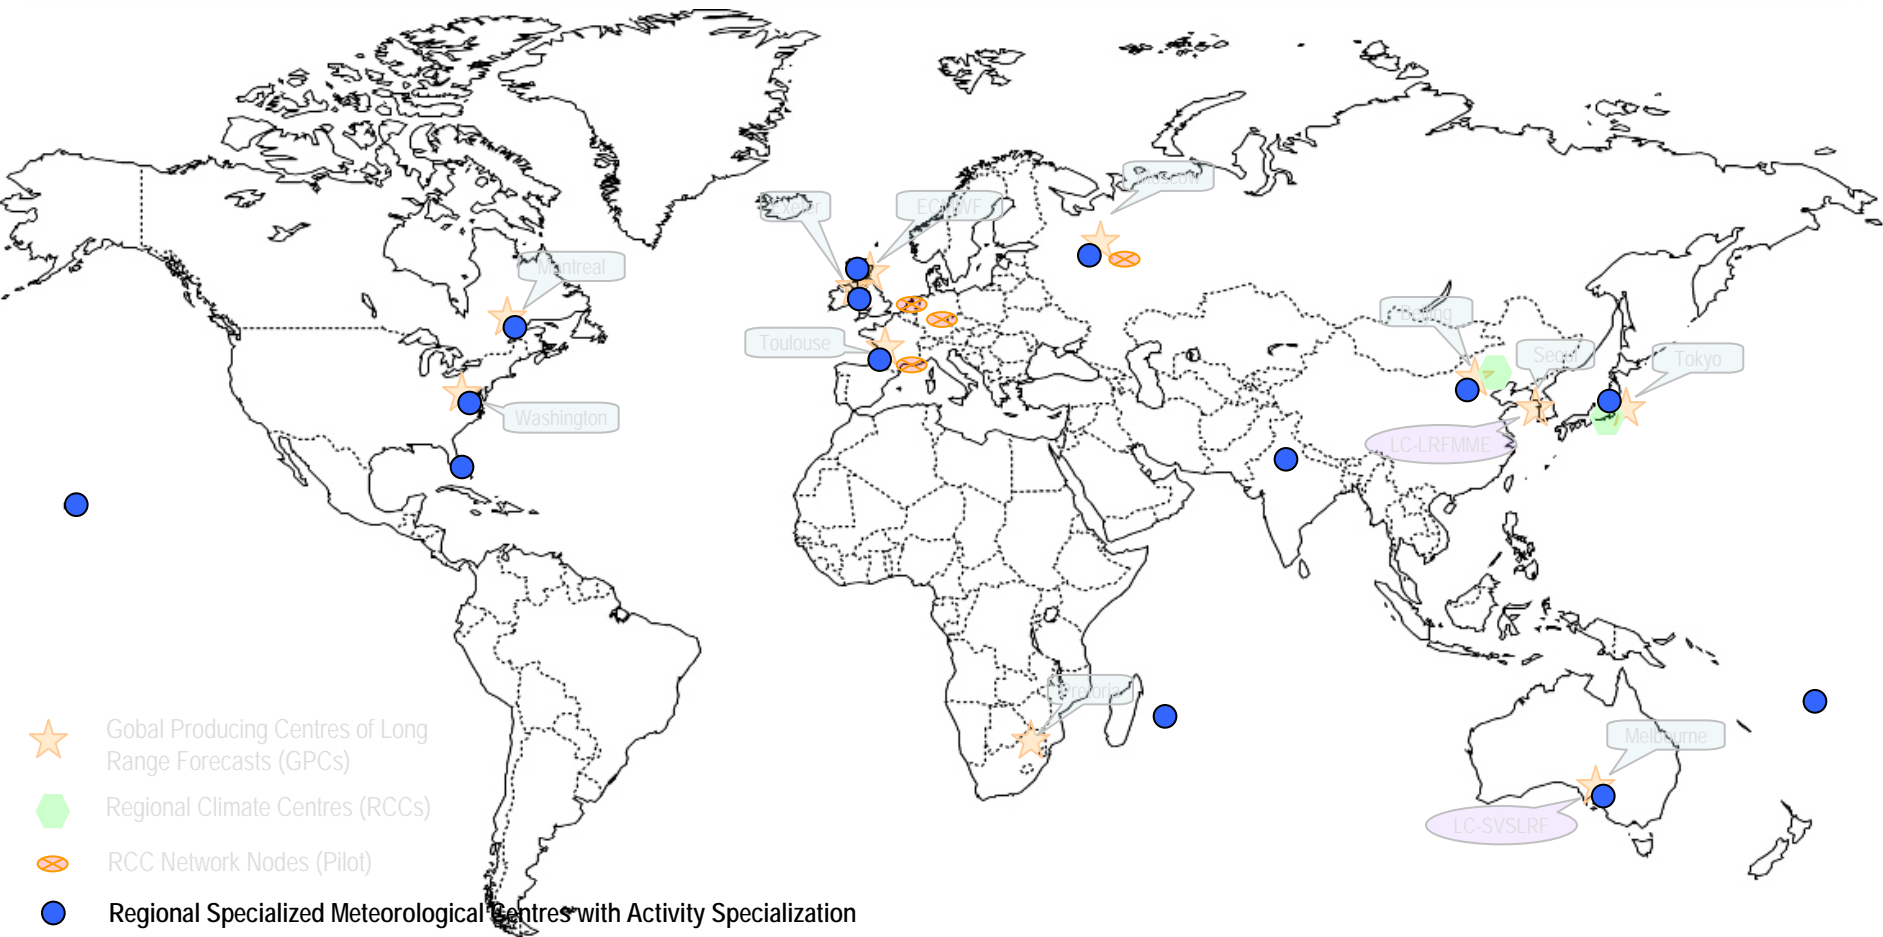 Moscow
Exeter
ECMWF
Montreal
Beijing
Toulouse
Seoul
Tokyo
Washington
LC-LRFMME
Pretoria
Gobal Producing Centres of Long
Range Forecasts (GPCs)
Melbourne
Regional Climate Centres (RCCs)
LC-SVSLRF
RCC Network Nodes (Pilot)
Regional Specialized Meteorological Centres with Activity Specialization